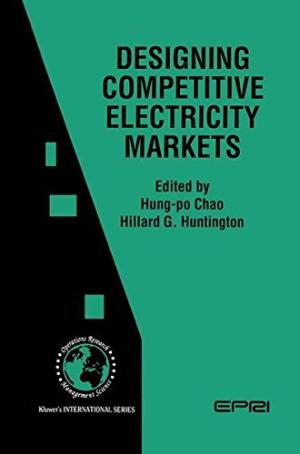 DESIGNING
COMPETITIVE
ELECTRICITY
MARKETS
Edited by
Hung-po Chao
Hillard G. Huntington
Operations Research
Management Science
Kluwer's INTERNATIONAL SERIES
EPRI